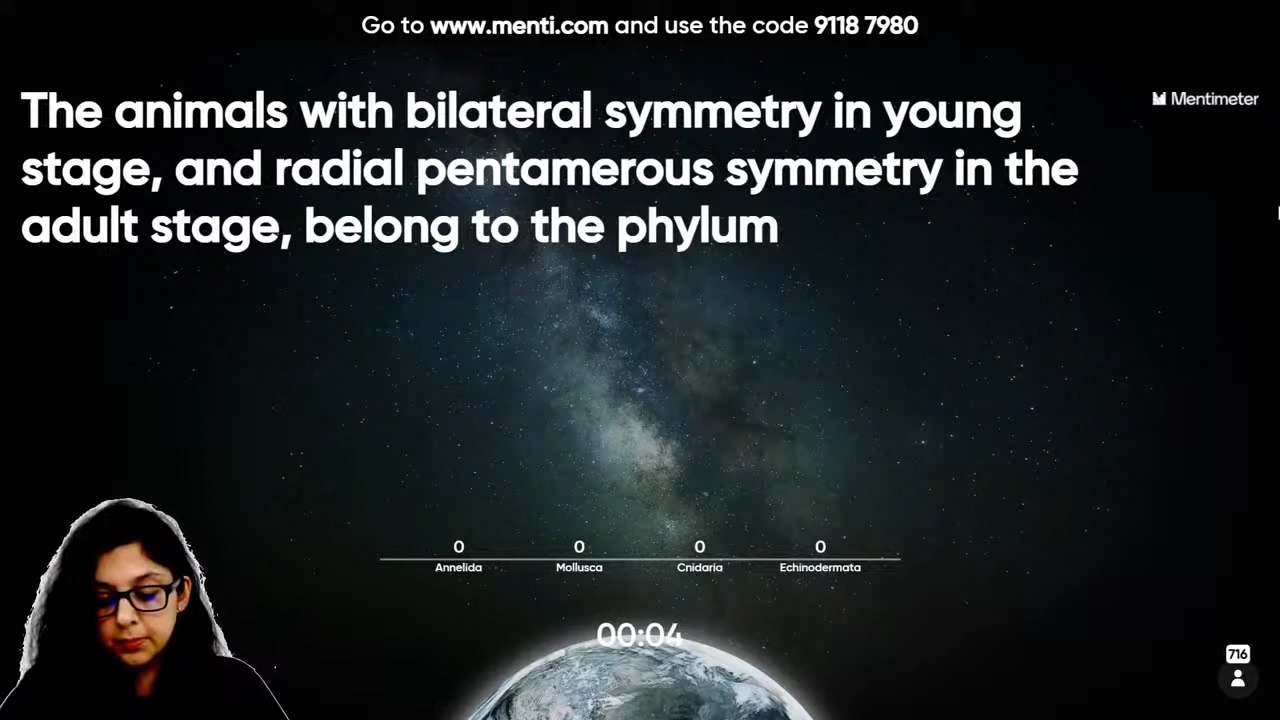 Go to www.menti.com and use the code 9118 7980
Mentimeter
The animals with bilateral symmetry in young
stage, and radial pentamerous symmetry in the
adult stage, belong to the phylum
0 0 0 0
Annelida Mollusca Cnidaria Echinodermata
00:04
716